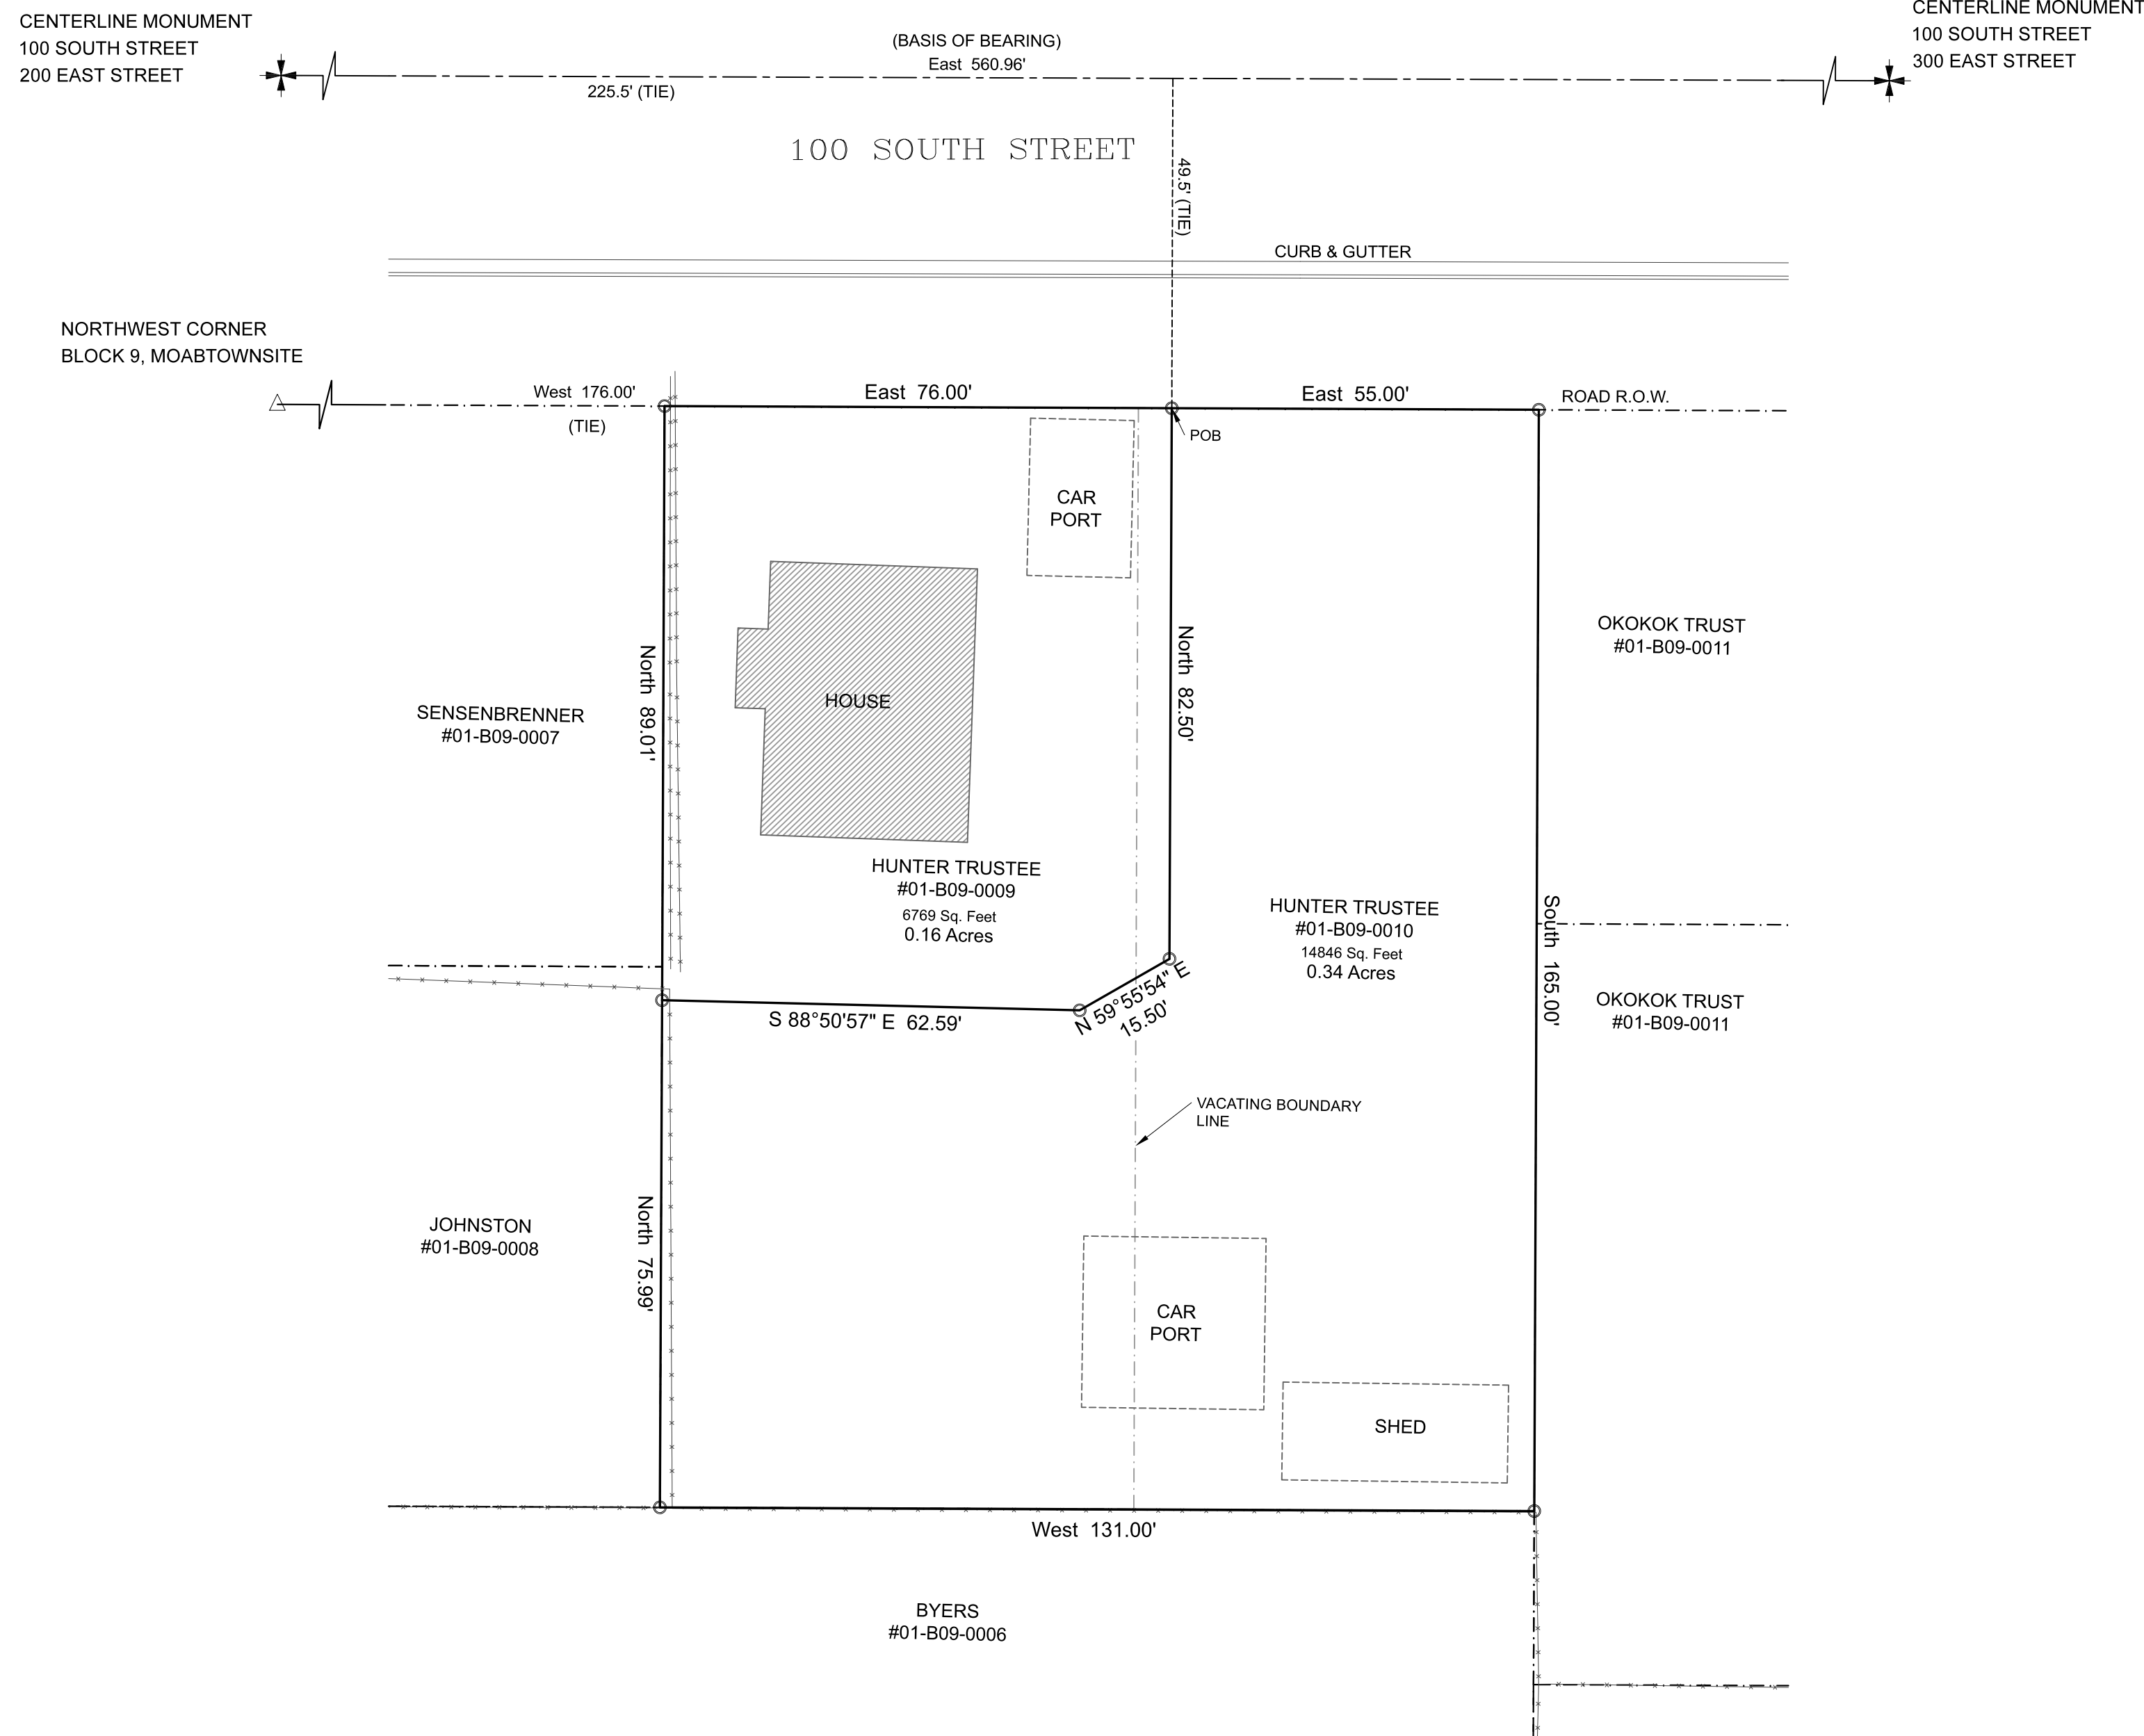 CENTERLINE MONUMENT
100 SOUTH STREET
200 EAST STREET
(BASIS OF BEARING)
East 560.96'
225.5' (TIE)
CENTERLINE MONUMENT
100 SOUTH STREET
300 EAST STREET
100 SOUTH STREET
49.5' (TIE)
CURB & GUTTER
NORTHWEST CORNER
BLOCK 9, MOABTOWNSITE
West 176.00'
(TIE)
East 76.00'
East 55.00'
ROAD R.O.W.
POB
CAR
PORT
HOUSE
North 89.01'
North 82.50'
SENSENBRENNER
#01-B09-0007
OKOKOK TRUST
#01-B09-0011
HUNTER TRUSTEE
#01-B09-0009
6769 Sq. Feet
0.16 Acres
HUNTER TRUSTEE
#01-B09-0010
14846 Sq. Feet
0.34 Acres
South 165.00'
OKOKOK TRUST
#01-B09-0011
S 88°50'57" E 62.59'
N 59°55'54" E
15.50'
VACATING BOUNDARY
LINE
JOHNSTON
#01-B09-0008
North 75.99'
CAR
PORT
SHED
West 131.00'
BYERS
#01-B09-0006